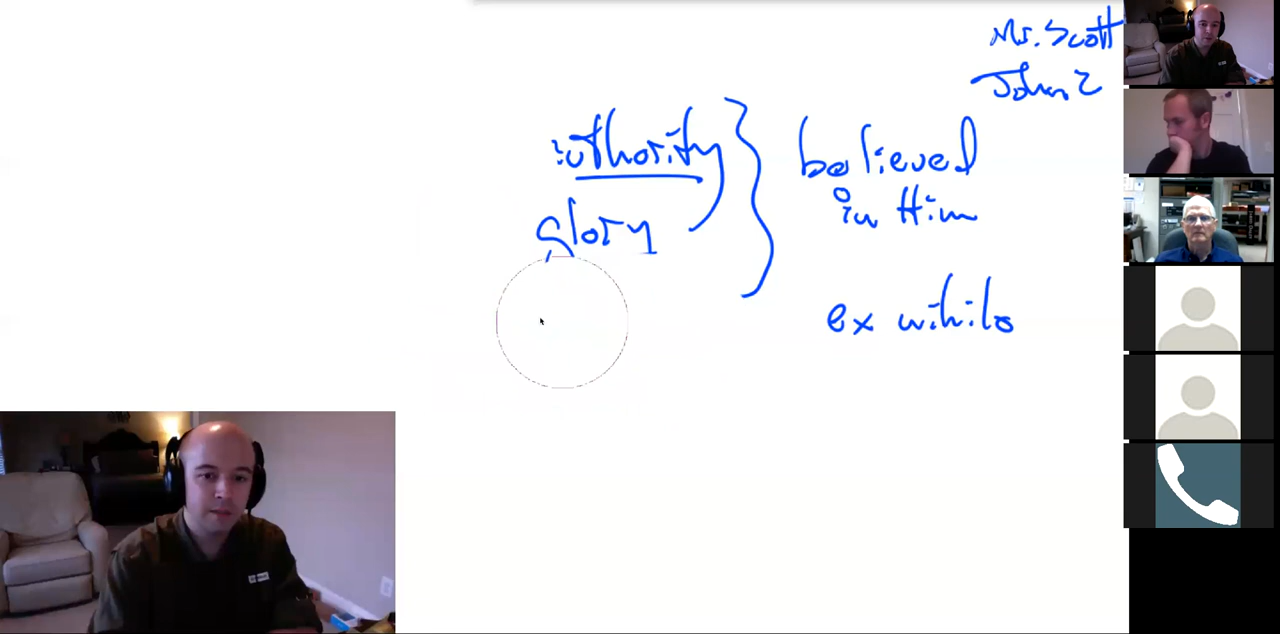 Mr. Scott
John 2
authority
glory
believed
in Him
ex nihilo